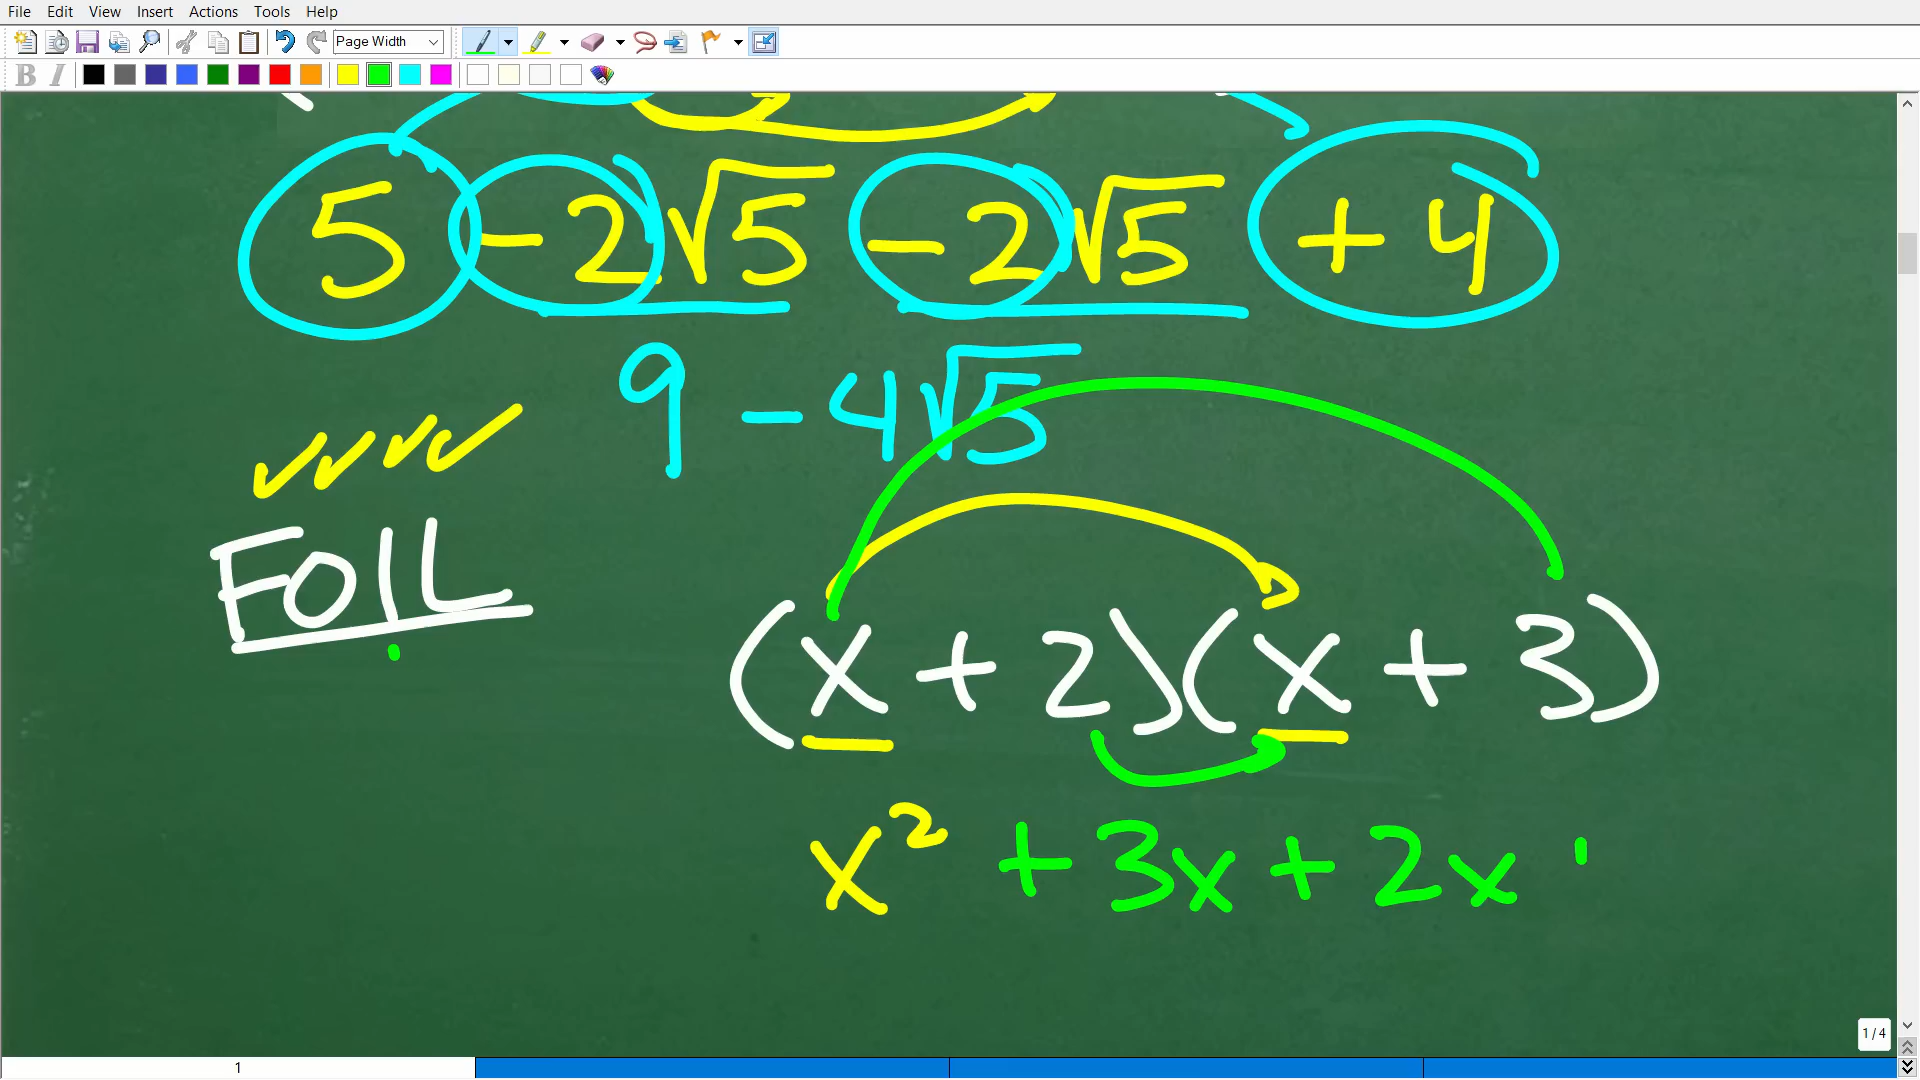 File Edit View Insert Actions Tools Help
Page Width
B I
5 - 2√5 - 2√5 + 4
9 - 4√5
FOIL
(x + 2)(x + 3)
x² + 3x + 2x
1 / 4
1